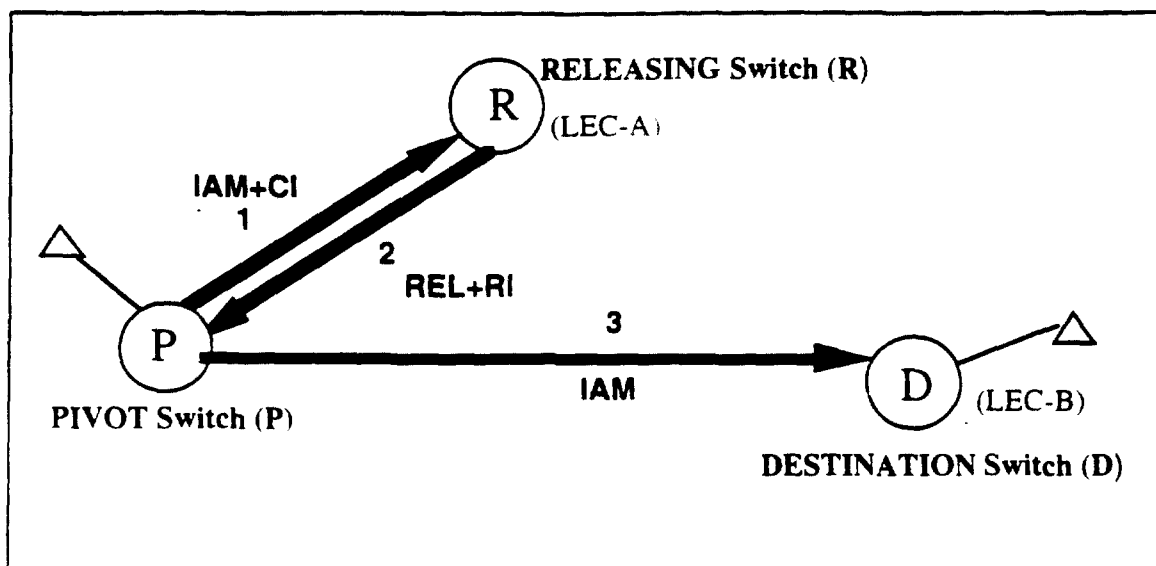 RELEASING Switch (R)
R
(LEC-A)
IAM+CI
1
2
REL+RI
P
3
IAM
D
(LEC-B)
PIVOT Switch (P)
DESTINATION Switch (D)